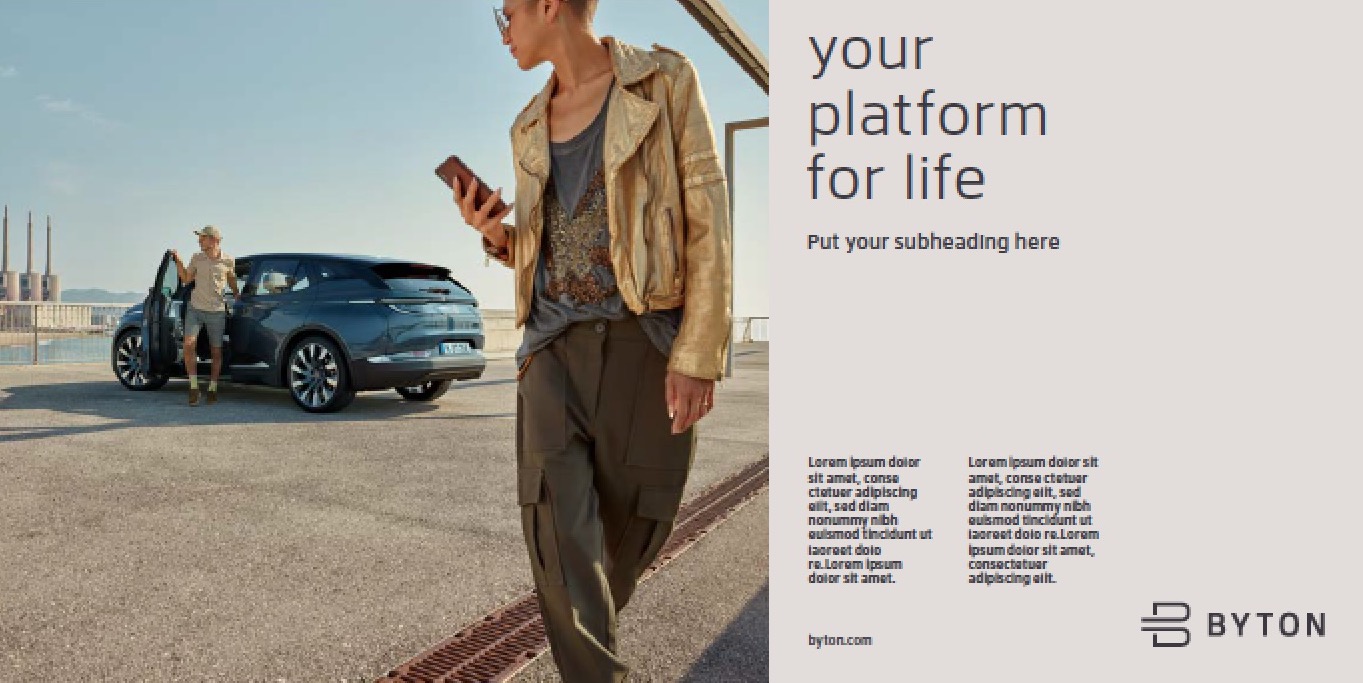 your
platform
for life
Put your subheading here
Lorem ipsum dolor
sit amet, conse
ctetuer adipiscing
elit, sed diam
nonummy nibh
euismod tincidunt ut
laoreet dolo
re.Lorem ipsum
dolor sit amet.
Lorem ipsum dolor sit
amet, conse ctetuer
adipiscing elit, sed
diam nonummy nibh
euismod tincidunt ut
laoreet dolo re.Lorem
ipsum dolor sit amet,
consectetuer
adipiscing elit.
byton.com
BYTON